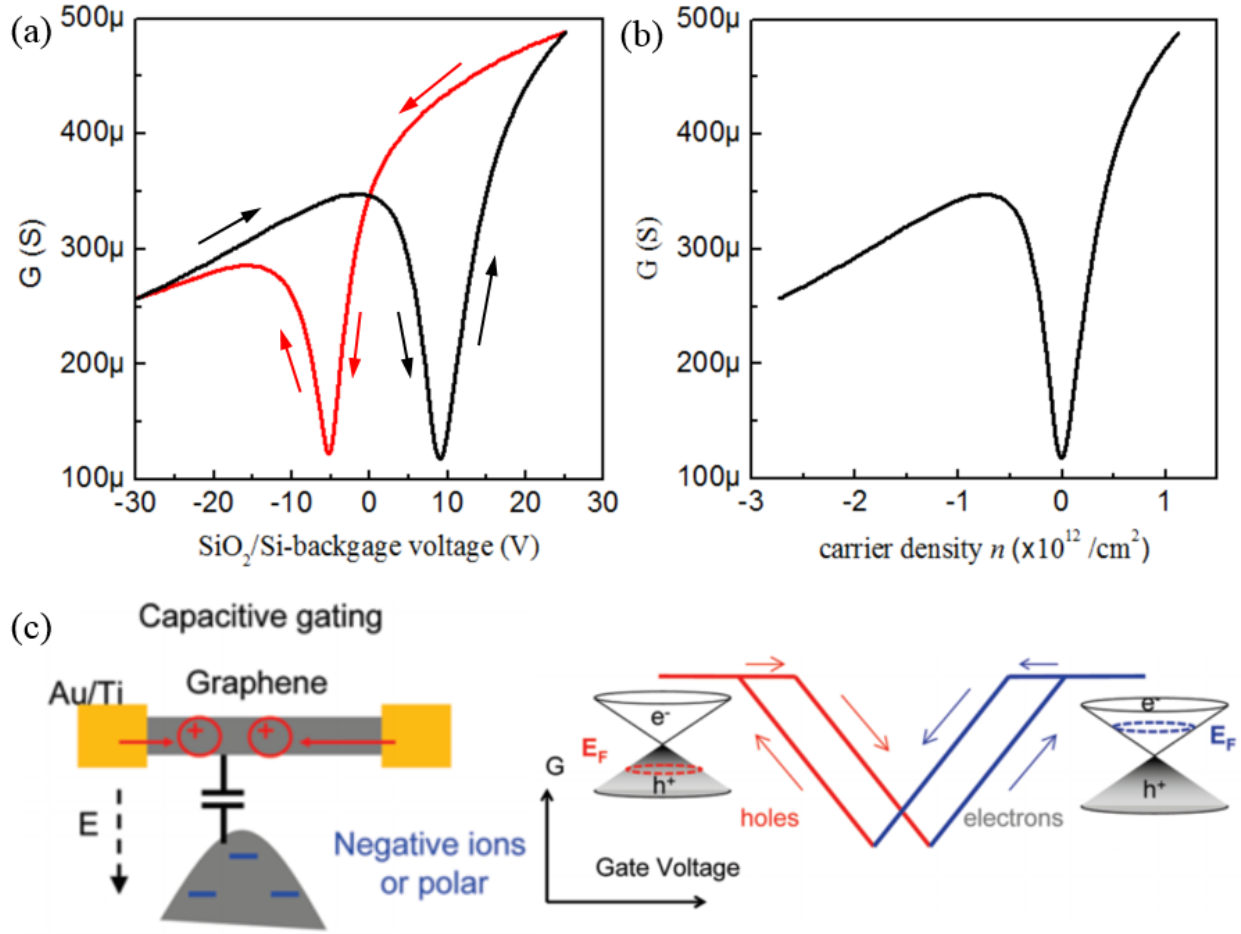 (a)
500µ
400µ
300µ
200µ
100µ
G (S)
-30 -20 -10 0 10 20 30
SiO2/Si-backgage voltage (V)
(b)
500µ
400µ
300µ
200µ
100µ
G (S)
-3 -2 -1 0 1
carrier density n (x10^12 /cm^2)
(c)
Capacitive gating
Au/Ti
Graphene
+ +
E
Negative ions
or polar
G
Gate Voltage
e-
EF
h+
holes
electrons
e-
EF
h+